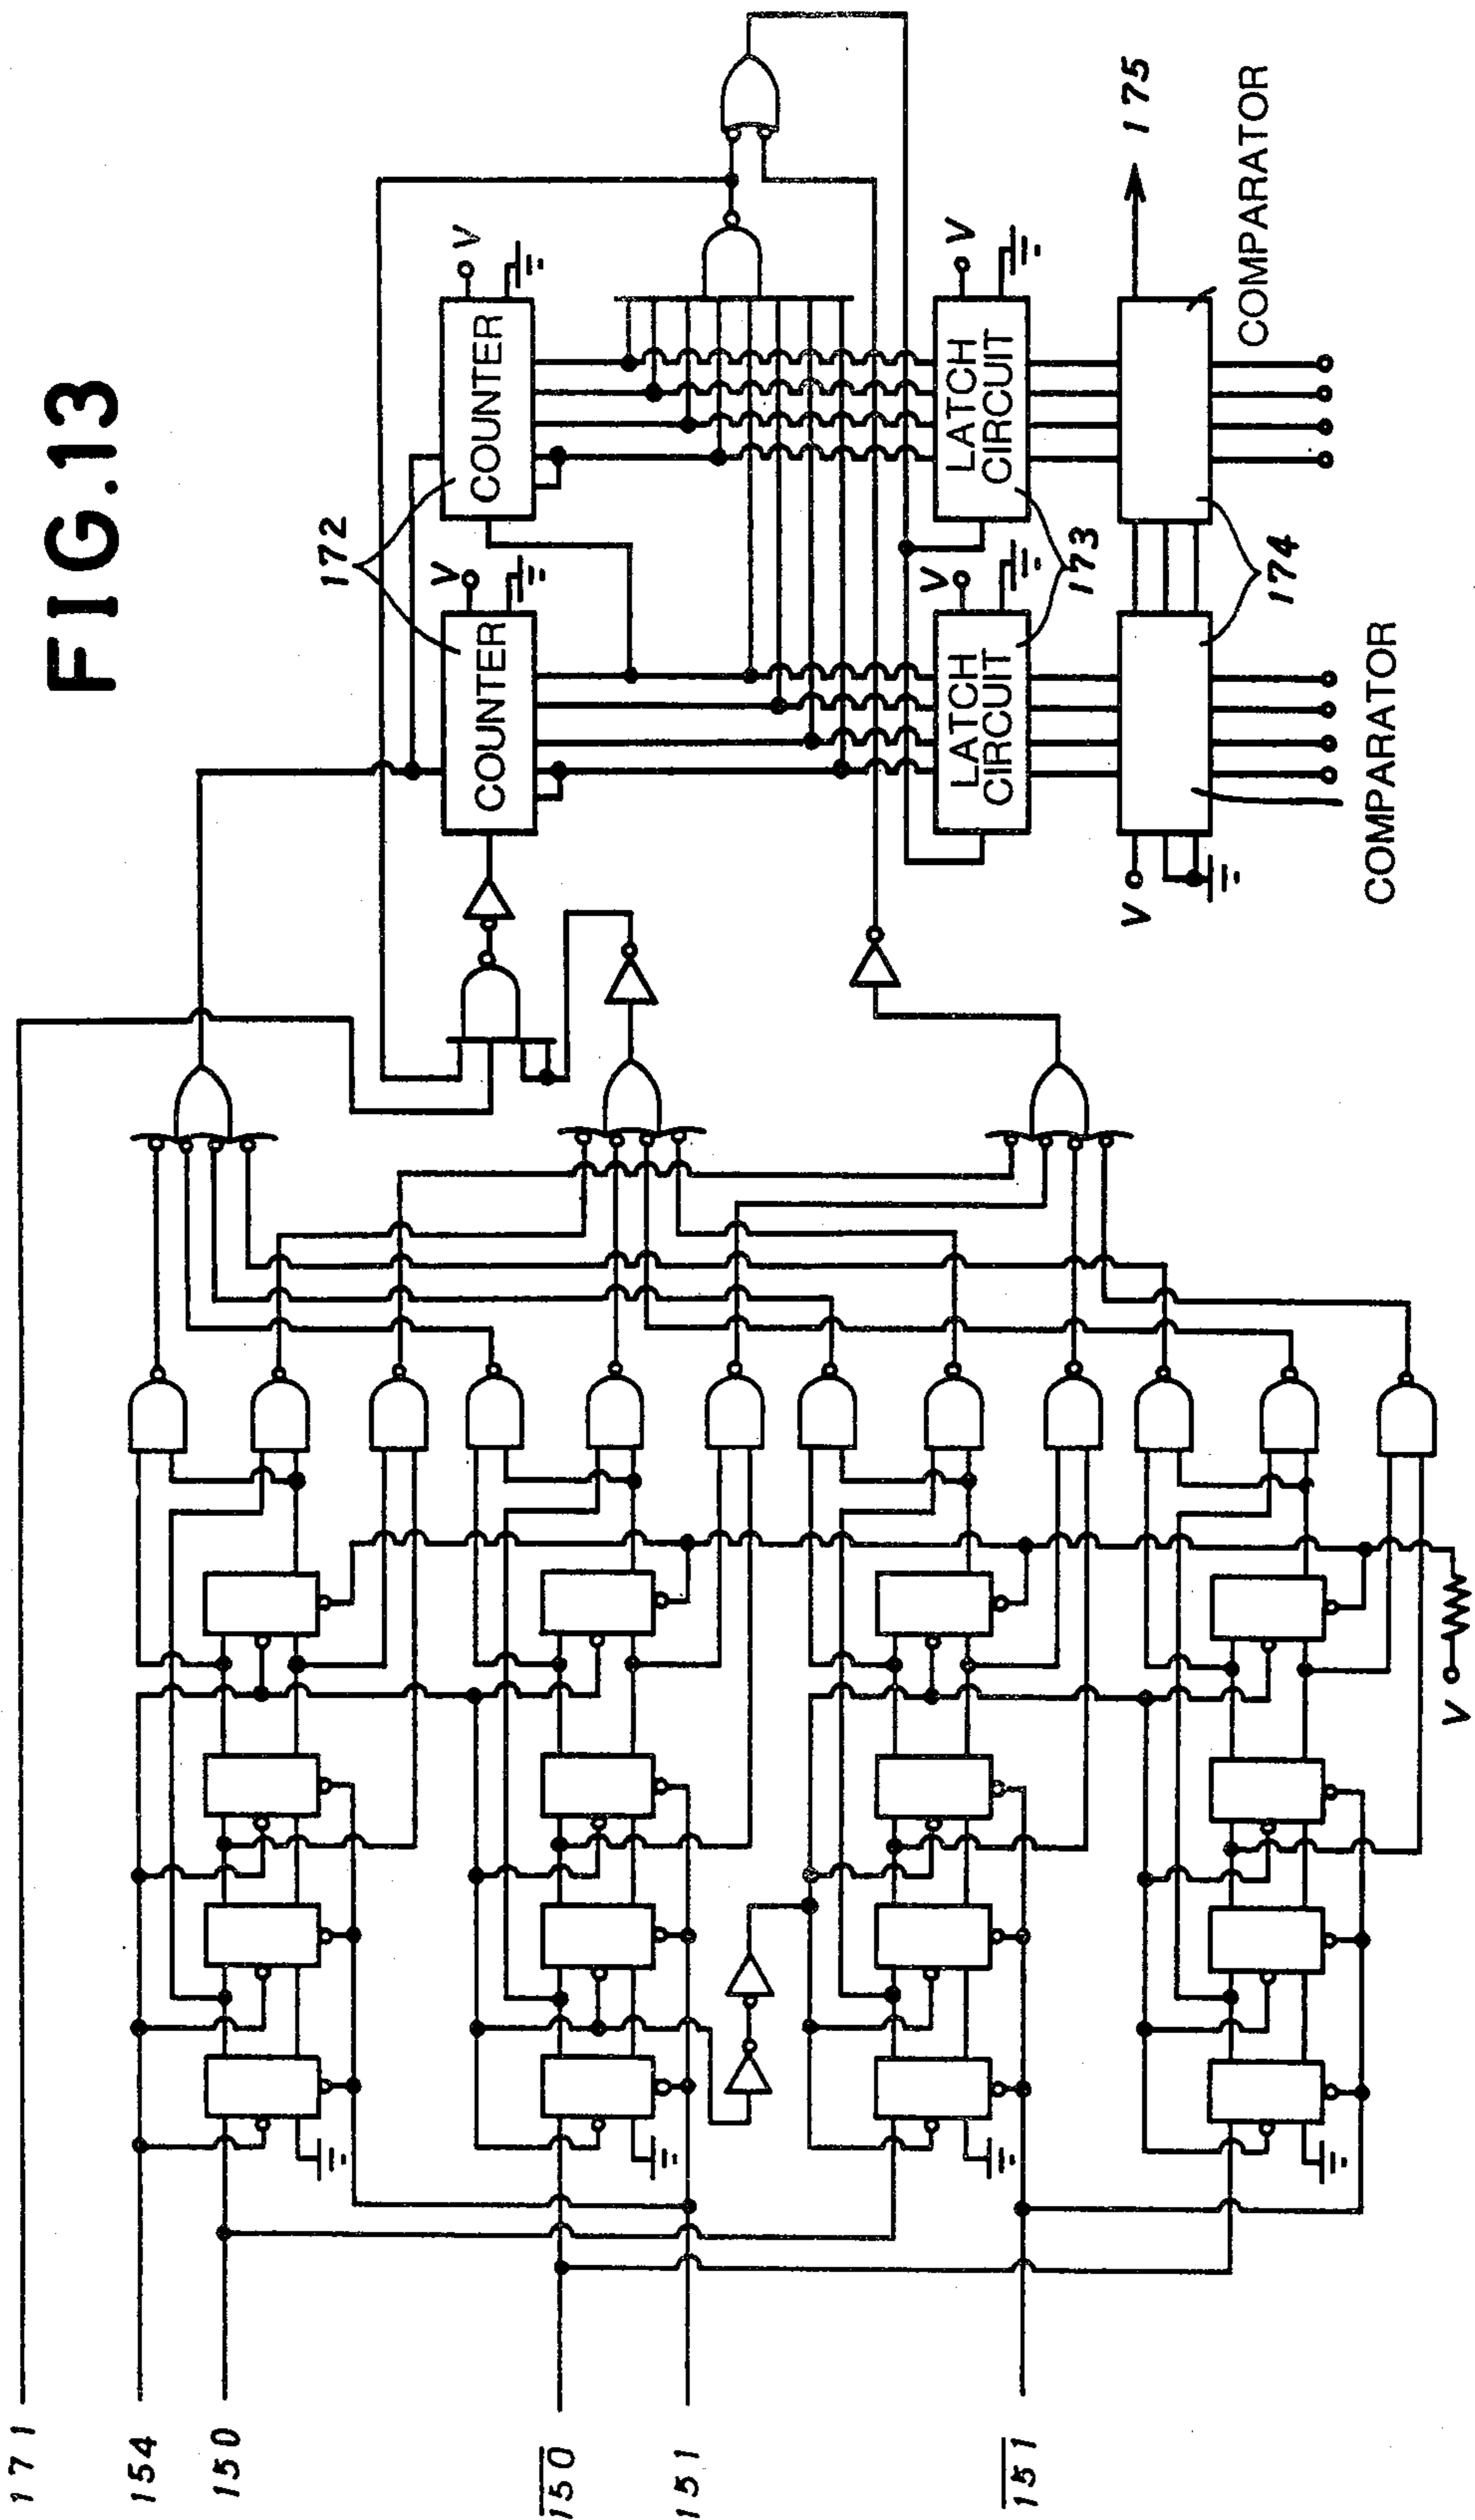 FIG.13
171
154
150
150
151
151
172
COUNTER
V
COUNTER
V
LATCH
CIRCUIT
V
LATCH
CIRCUIT
V
173
174
175
V
COMPARATOR
COMPARATOR
V